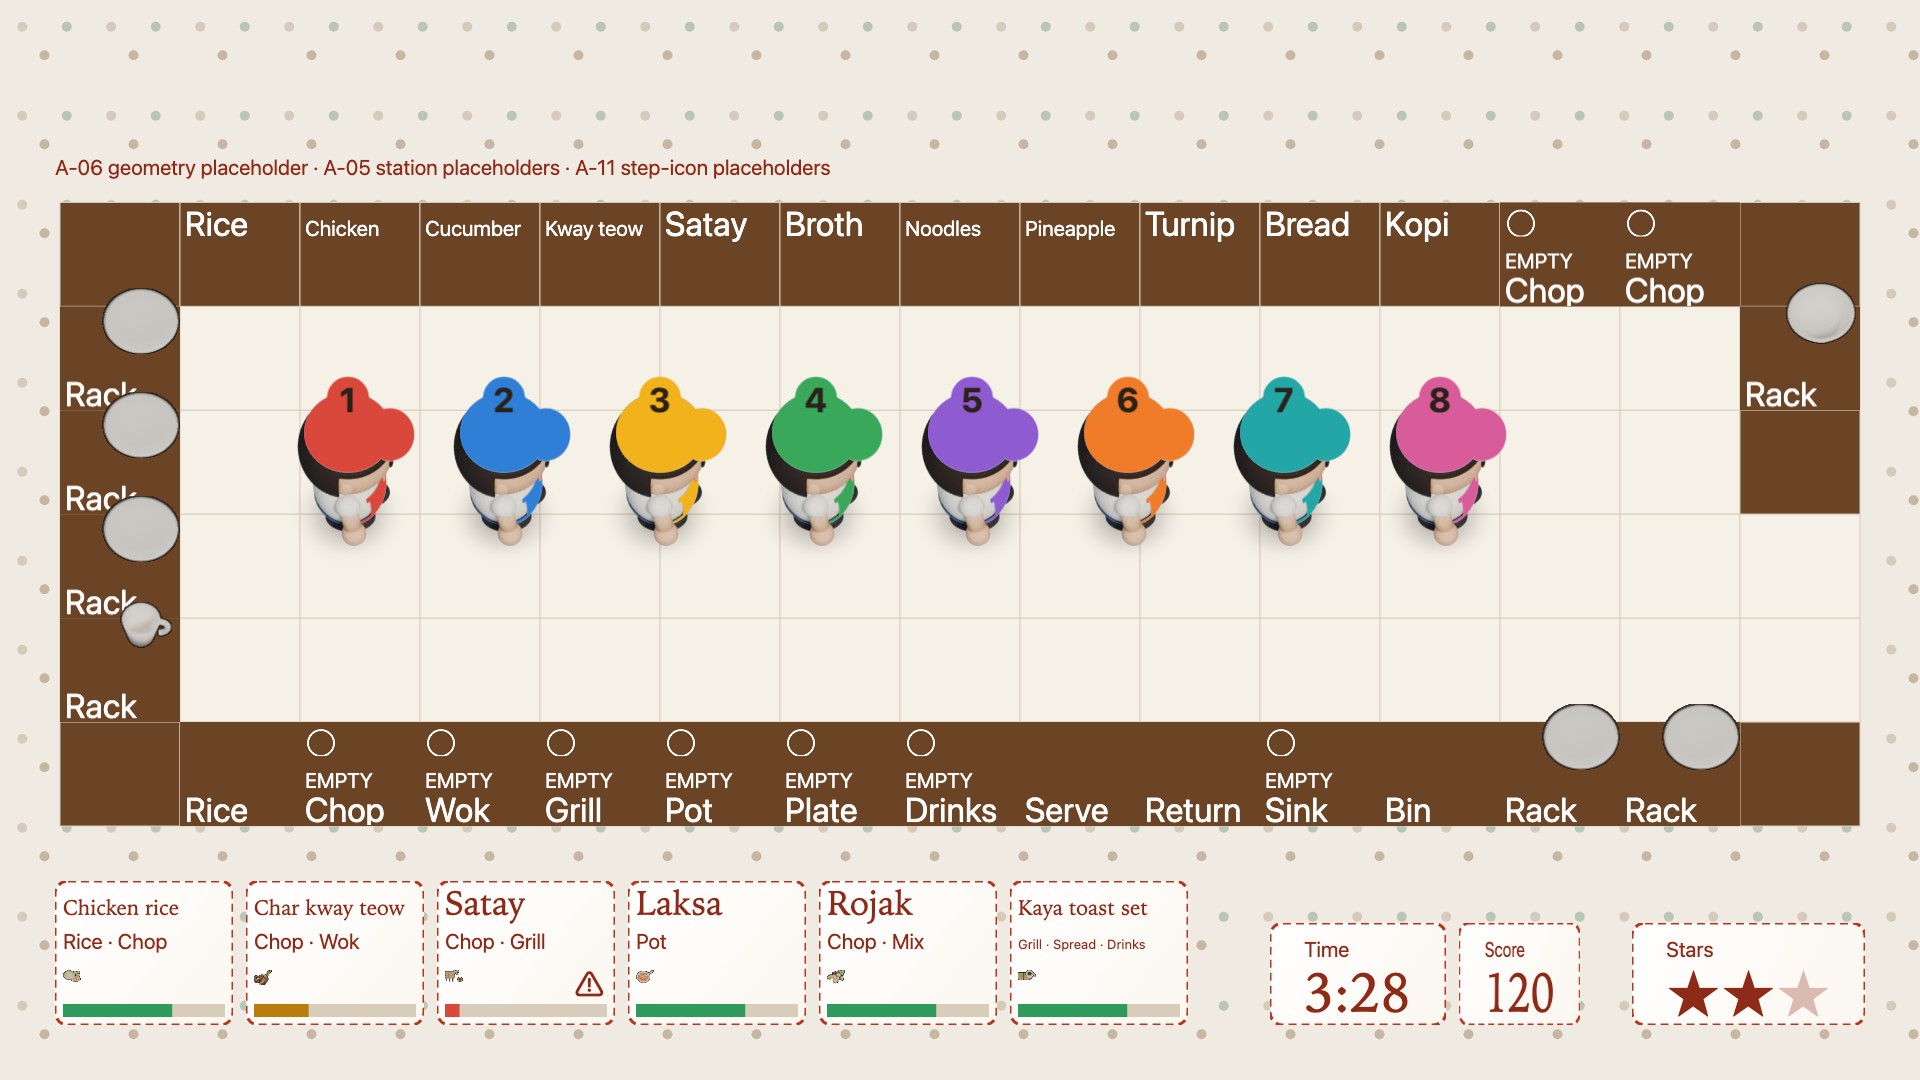 A-06 geometry placeholder · A-05 station placeholders · A-11 step-icon placeholders
Rice
Chicken
Cucumber
Kway teow
Satay
Broth
Noodles
Pineapple
Turnip
Bread
Kopi
EMPTY
Chop
EMPTY
Chop
Rack
Rack
Rack
Rack
Rack
1
2
3
4
5
6
7
8
Rice
EMPTY
Chop
EMPTY
Wok
EMPTY
Grill
EMPTY
Pot
EMPTY
Plate
EMPTY
Drinks
Serve
Return
EMPTY
Sink
Bin
Rack
Rack
Chicken rice
Rice · Chop
Char kway teow
Chop · Wok
Satay
Chop · Grill
Laksa
Pot
Rojak
Chop · Mix
Kaya toast set
Grill · Spread · Drinks
Time
3:28
Score
120
Stars